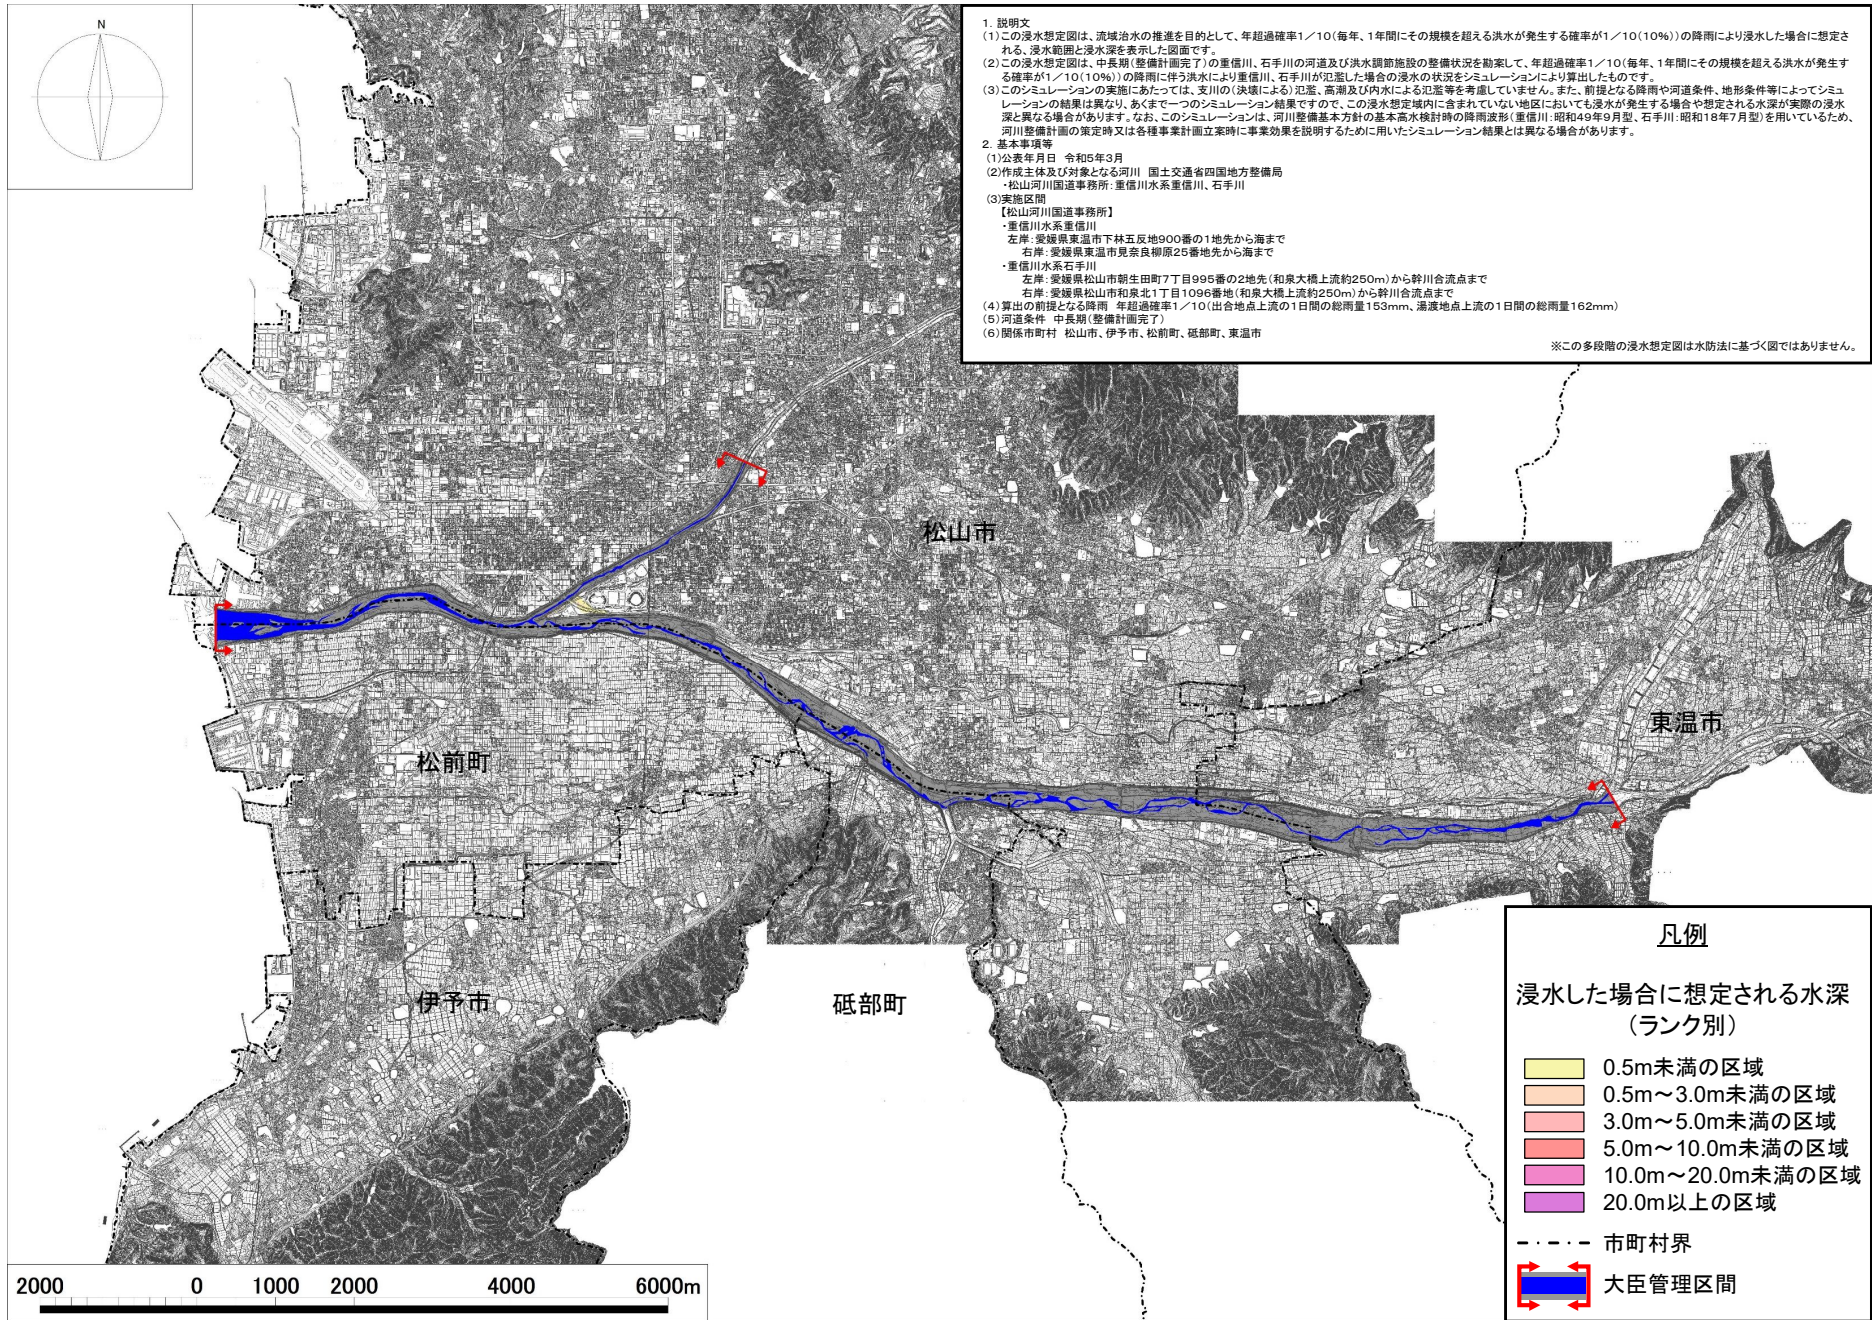 N
1. 説明文
(1)この浸水想定図は、流域治水の推進を目的として、年超過確率1／10(毎年、1年間にその規模を超える洪水が発生する確率が1／10(10%))の降雨により浸水した場合に想定さ
れる、浸水範囲と浸水深を表示した図面です。
(2)この浸水想定図は、中長期(整備計画完了)の重信川、石手川の河道及び洪水調節施設の整備状況を勘案して、年超過確率1／10(毎年、1年間にその規模を超える洪水が発生す
る確率が1／10(10%))の降雨に伴う洪水により重信川、石手川が氾濫した場合の浸水の状況をシミュレーションにより算出したものです。
(3)このシミュレーションの実施にあたっては、支川の(決壊による)氾濫、高潮及び内水による氾濫等を考慮していません。また、前提となる降雨や河道条件、地形条件等によってシミュ
レーションの結果は異なり、あくまで一つのシミュレーション結果ですので、この浸水想定域内に含まれていない地区においても浸水が発生する場合や想定される水深が実際の浸水
深と異なる場合があります。なお、このシミュレーションは、河川整備基本方針の基本高水検討時の降雨波形(重信川:昭和49年9月型、石手川:昭和18年7月型)を用いているため、
河川整備計画の策定時又は各種事業計画立案時に事業効果を説明するために用いたシミュレーション結果とは異なる場合があります。
2. 基本事項等
(1)公表年月日 令和5年3月
(2)作成主体及び対象となる河川 国土交通省四国地方整備局
・松山河川国道事務所:重信川水系重信川、石手川
(3)実施区間
【松山河川国道事務所】
・重信川水系重信川
左岸:愛媛県東温市下林五反地900番の1地先から海まで
右岸:愛媛県東温市見奈良柳原25番地先から海まで
・重信川水系石手川
左岸:愛媛県松山市朝生田町7丁目995番の2地先(和泉大橋上流約250m)から幹川合流点まで
右岸:愛媛県松山市和泉北1丁目1096番地(和泉大橋上流約250m)から幹川合流点まで
(4)算出の前提となる降雨 年超過確率1／10(出合地点上流の1日間の総雨量153mm、湯渡地点上流の1日間の総雨量162mm)
(5)河道条件 中長期(整備計画完了)
(6)関係市町村 松山市、伊予市、松前町、砥部町、東温市
※この多段階の浸水想定図は水防法に基づく図ではありません。
松山市
東温市
松前町
伊予市
砥部町
凡例
浸水した場合に想定される水深
(ランク別)
0.5m未満の区域
0.5m～3.0m未満の区域
3.0m～5.0m未満の区域
5.0m～10.0m未満の区域
10.0m～20.0m未満の区域
20.0m以上の区域
市町村界
大臣管理区間
2000 0 1000 2000 4000 6000m